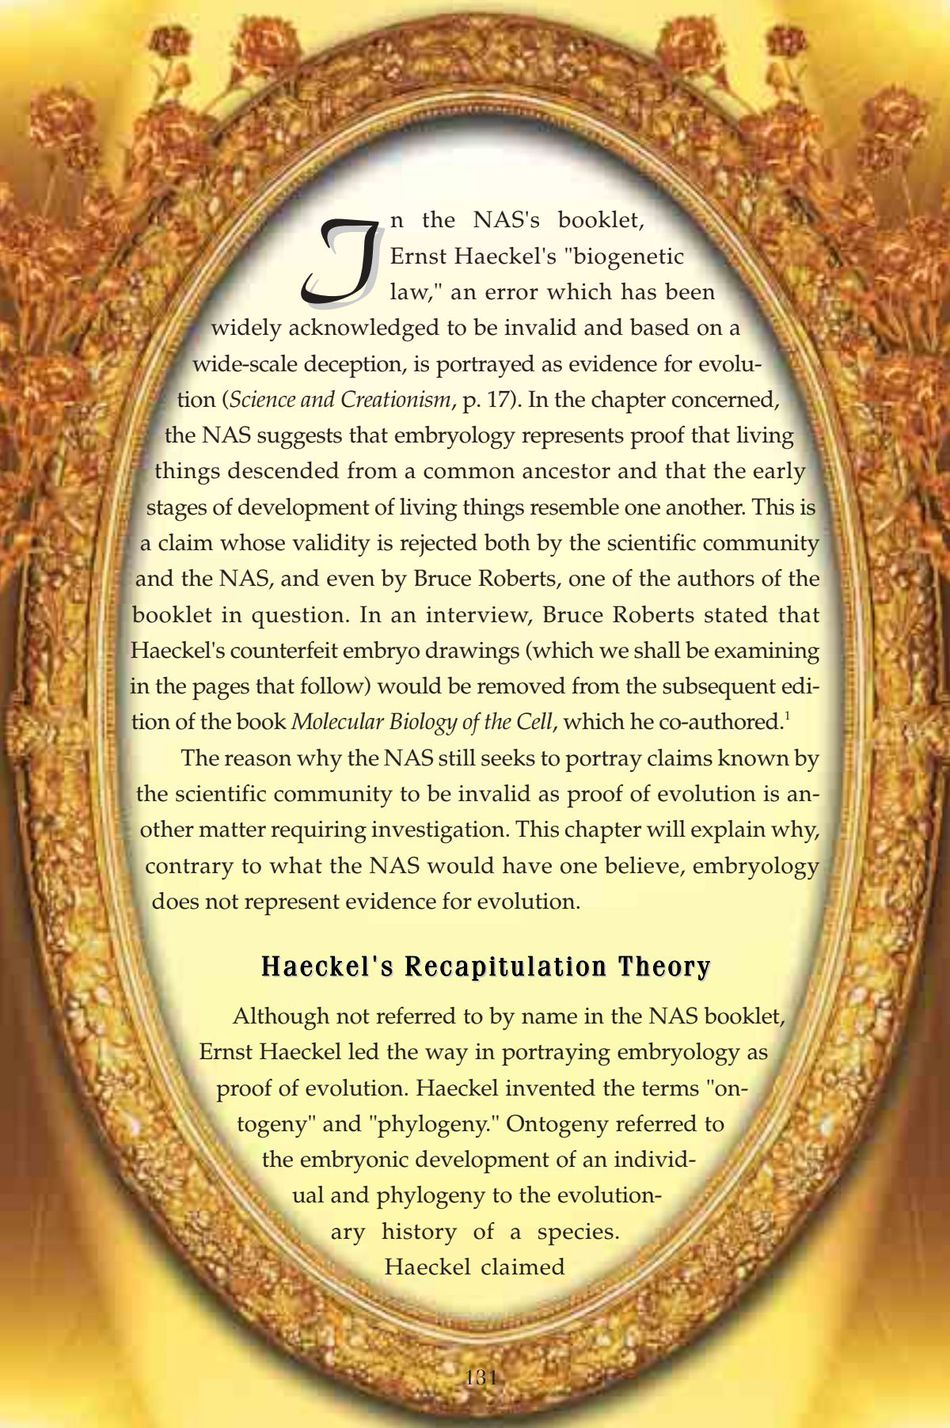 In the NAS's booklet,
Ernst Haeckel's "biogenetic
law," an error which has been
widely acknowledged to be invalid and based on a
wide-scale deception, is portrayed as evidence for evolu-
tion (Science and Creationism, p. 17). In the chapter concerned,
the NAS suggests that embryology represents proof that living
things descended from a common ancestor and that the early
stages of development of living things resemble one another. This is
a claim whose validity is rejected both by the scientific community
and the NAS, and even by Bruce Roberts, one of the authors of the
booklet in question. In an interview, Bruce Roberts stated that
Haeckel's counterfeit embryo drawings (which we shall be examining
in the pages that follow) would be removed from the subsequent edi-
tion of the book Molecular Biology of the Cell, which he co-authored.1
The reason why the NAS still seeks to portray claims known by
the scientific community to be invalid as proof of evolution is an-
other matter requiring investigation. This chapter will explain why,
contrary to what the NAS would have one believe, embryology
does not represent evidence for evolution.
Haeckel's Recapitulation Theory
Although not referred to by name in the NAS booklet,
Ernst Haeckel led the way in portraying embryology as
proof of evolution. Haeckel invented the terms "on-
togeny" and "phylogeny." Ontogeny referred to
the embryonic development of an individ-
ual and phylogeny to the evolution-
ary history of a species.
Haeckel claimed
131